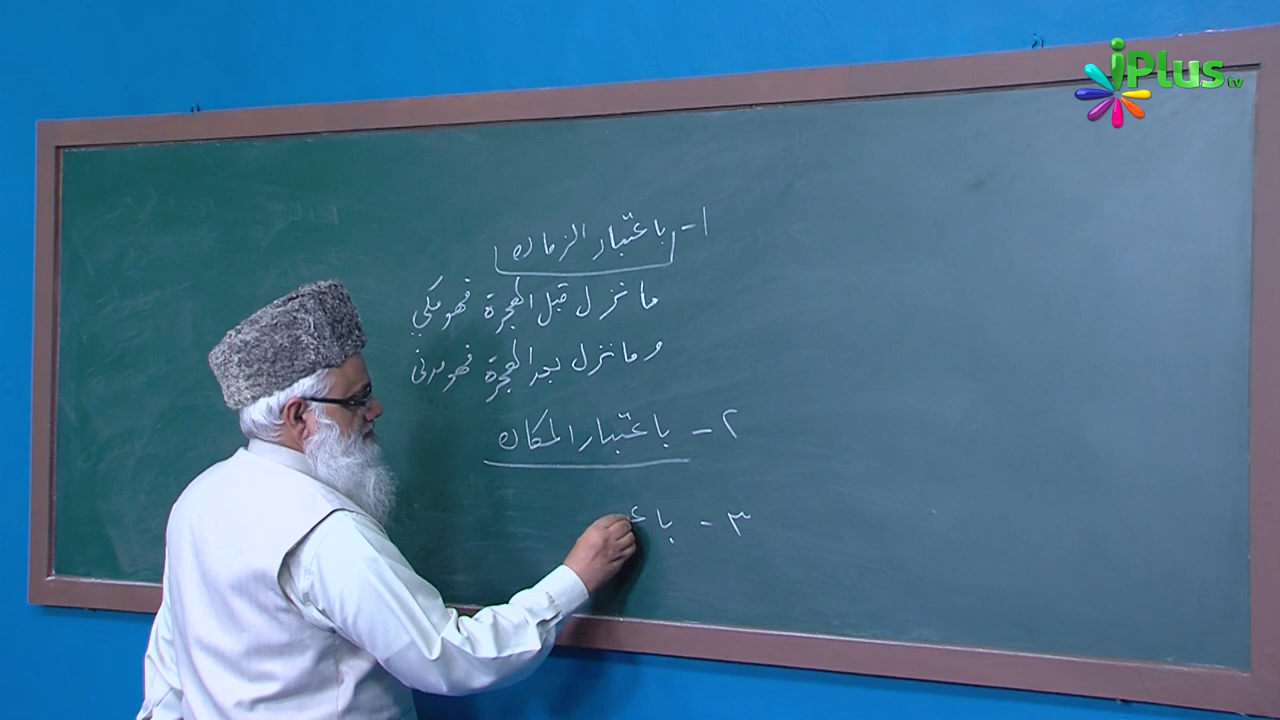 iPlus tv
١- باعتبار الزمان
ما نزل قبل الهجرة فهو مكي
وما نزل بعد الهجرة فهو مدنى
٢- باعتبار المكان
٣- باع